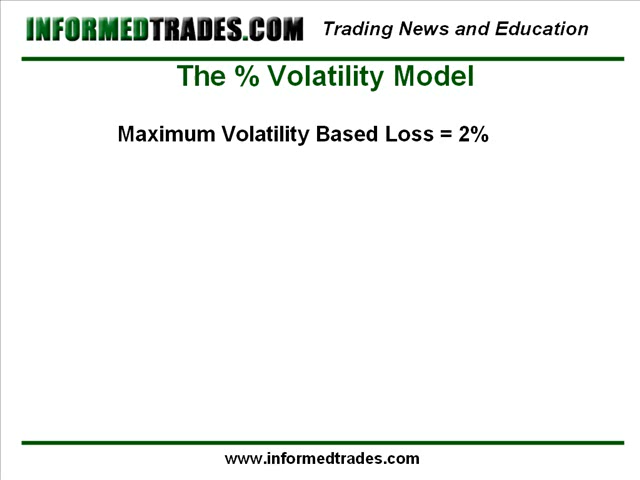 INFORMEDTRADES.COM Trading News and Education
The % Volatility Model
Maximum Volatility Based Loss = 2%
www.informedtrades.com